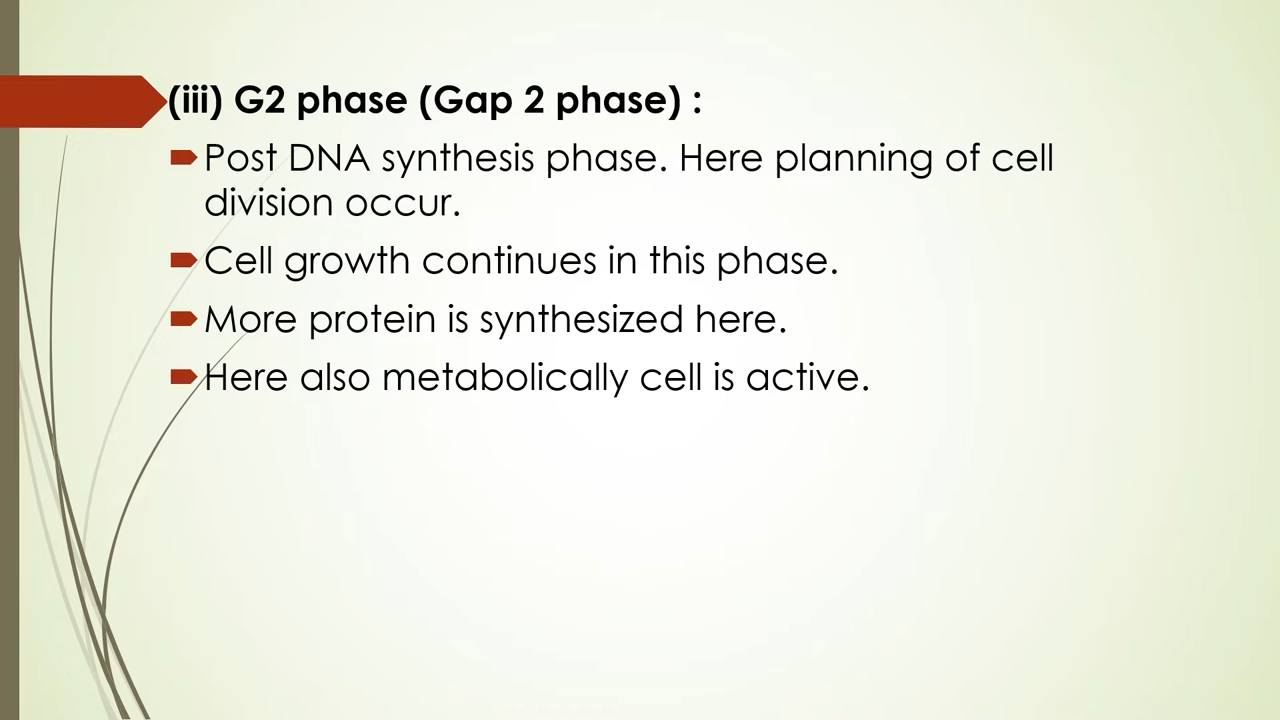 (iii) G2 phase (Gap 2 phase) :
Post DNA synthesis phase. Here planning of cell
division occur.
Cell growth continues in this phase.
More protein is synthesized here.
Here also metabolically cell is active.